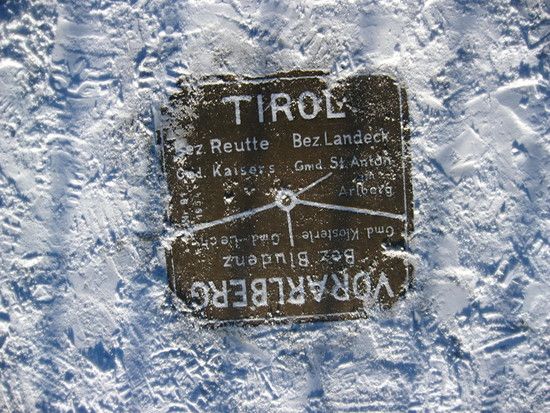 TIROL
Bez Reutte Bez. Landeck
Gmd Kaisers Gmd St. Anton
am
Arlberg
VORARLBERG
Bez Bludenz
Gmd Klösterle Gmd Lech